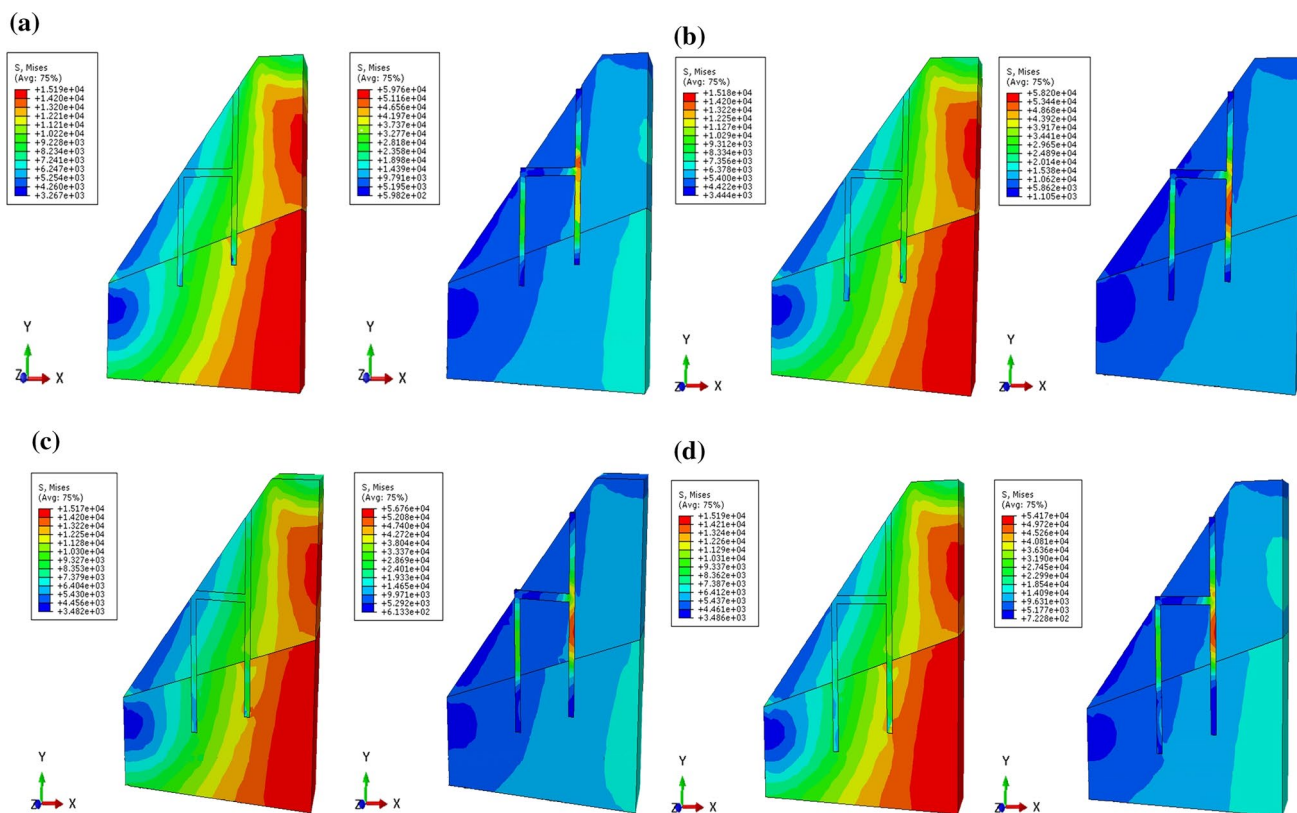 (a)
S, Mises
(Avg: 75%)
+1.519e+04
+1.420e+04
+1.320e+04
+1.221e+04
+1.121e+04
+1.022e+04
+9.228e+03
+8.234e+03
+7.241e+03
+6.247e+03
+5.254e+03
+4.260e+03
+3.267e+03
Y
Z
X
S, Mises
(Avg: 75%)
+5.976e+04
+5.116e+04
+4.656e+04
+4.197e+04
+3.737e+04
+3.277e+04
+2.818e+04
+2.358e+04
+1.898e+04
+1.439e+04
+9.791e+03
+5.195e+03
+5.982e+02
Y
Z
X
(b)
S, Mises
(Avg: 75%)
+1.518e+04
+1.420e+04
+1.322e+04
+1.225e+04
+1.127e+04
+1.029e+04
+9.312e+03
+8.334e+03
+7.356e+03
+6.378e+03
+5.400e+03
+4.422e+03
+3.444e+03
Y
Z
X
S, Mises
(Avg: 75%)
+5.820e+04
+5.344e+04
+4.868e+04
+4.392e+04
+3.917e+04
+3.441e+04
+2.965e+04
+2.489e+04
+2.014e+04
+1.538e+04
+1.062e+04
+5.862e+03
+1.105e+03
Y
Z
X
(c)
S, Mises
(Avg: 75%)
+1.517e+04
+1.420e+04
+1.322e+04
+1.225e+04
+1.128e+04
+1.030e+04
+9.327e+03
+8.353e+03
+7.379e+03
+6.404e+03
+5.430e+03
+4.456e+03
+3.482e+03
Y
Z
X
S, Mises
(Avg: 75%)
+5.676e+04
+5.208e+04
+4.740e+04
+4.272e+04
+3.804e+04
+3.337e+04
+2.869e+04
+2.401e+04
+1.933e+04
+1.465e+04
+9.971e+03
+5.292e+03
+6.133e+02
Y
Z
X
(d)
S, Mises
(Avg: 75%)
+1.519e+04
+1.421e+04
+1.324e+04
+1.226e+04
+1.129e+04
+1.031e+04
+9.337e+03
+8.362e+03
+7.387e+03
+6.412e+03
+5.437e+03
+4.461e+03
+3.486e+03
Y
Z
X
S, Mises
(Avg: 75%)
+5.417e+04
+4.972e+04
+4.526e+04
+4.081e+04
+3.636e+04
+3.190e+04
+2.745e+04
+2.299e+04
+1.854e+04
+1.409e+04
+9.631e+03
+5.177e+03
+7.228e+02
Y
Z
X